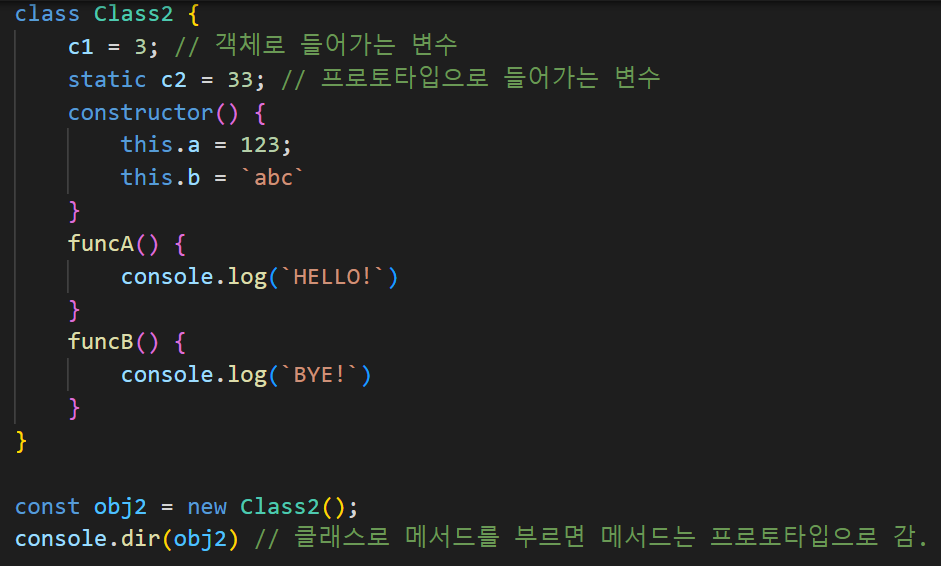 class Class2 {
    c1 = 3; // 객체로 들어가는 변수
    static c2 = 33; // 프로토타입으로 들어가는 변수
    constructor() {
        this.a = 123;
        this.b = `abc`
    }
    funcA() {
        console.log(`HELLO!`)
    }
    funcB() {
        console.log(`BYE!`)
    }
}

const obj2 = new Class2();
console.dir(obj2) // 클래스로 메서드를 부르면 메서드는 프로토타입으로 감.